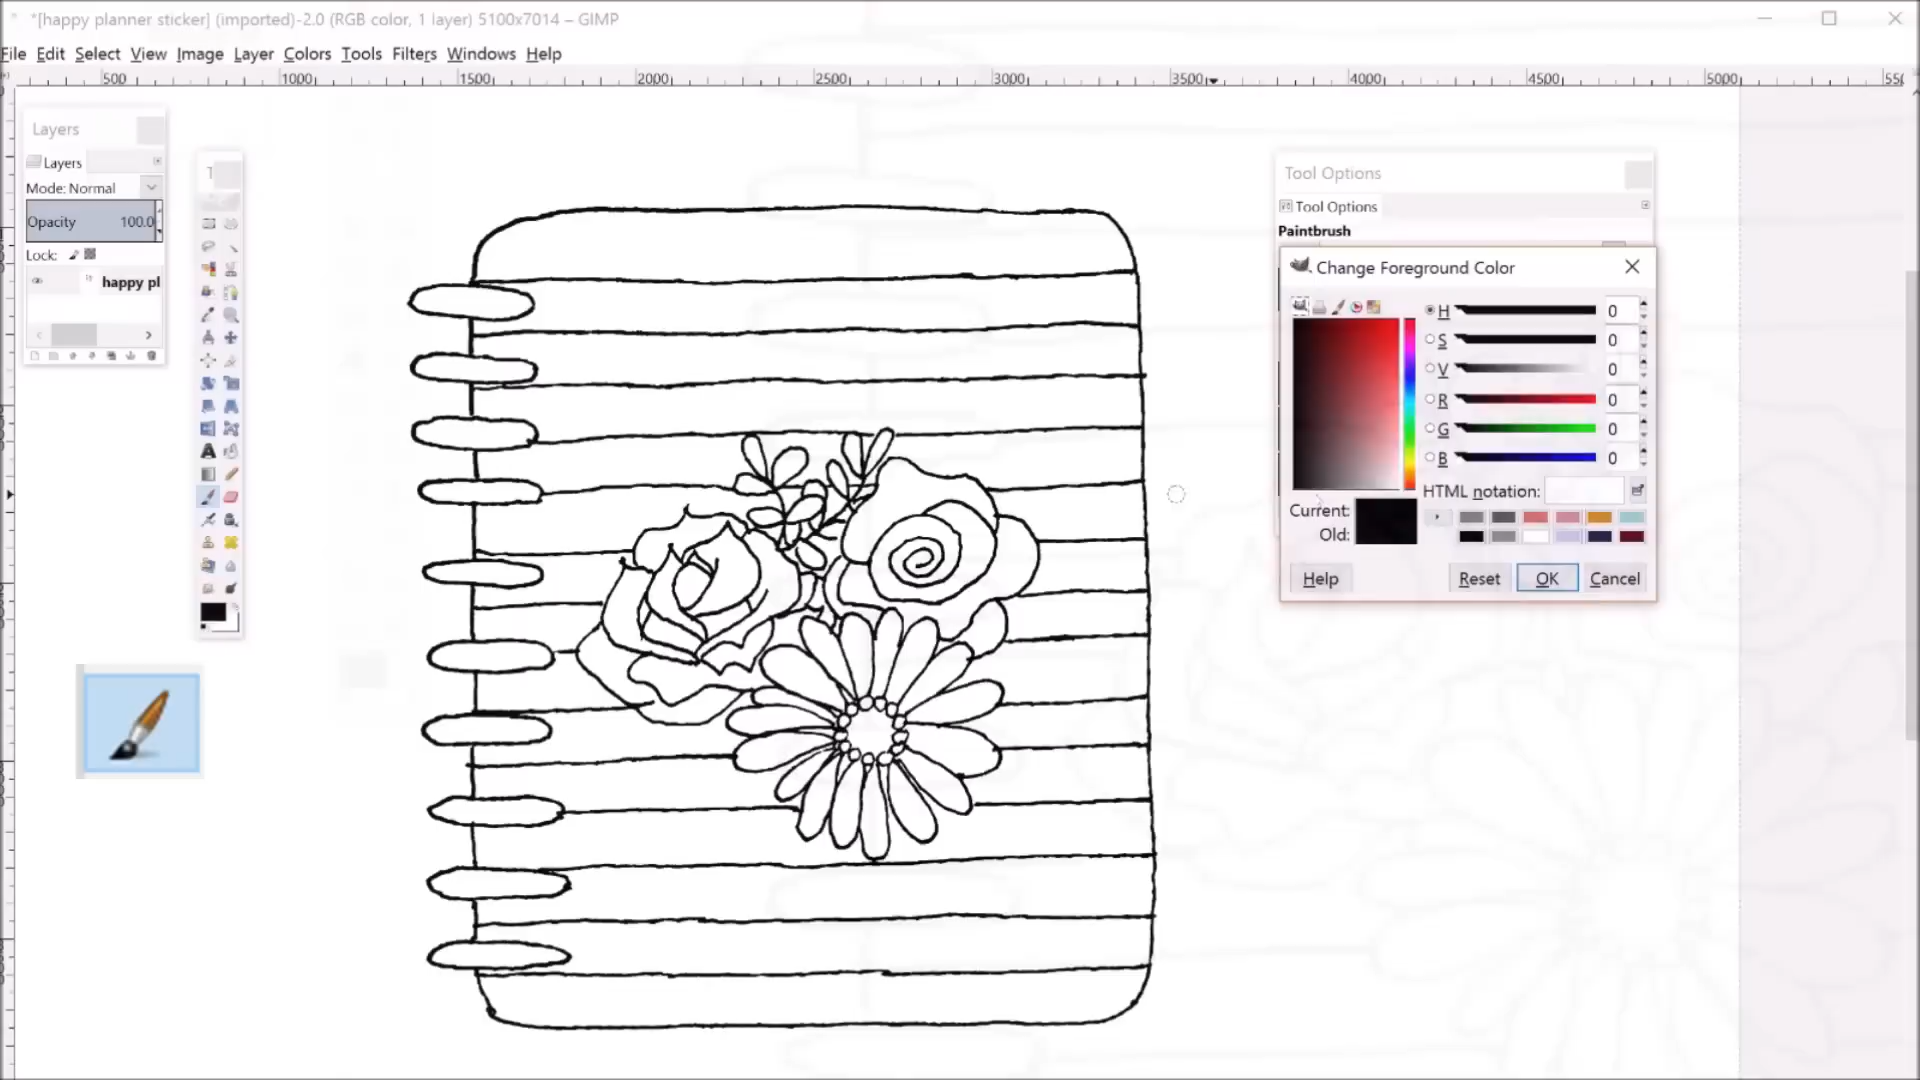 *[happy planner sticker] (imported)-2.0 (RGB color, 1 layer) 5100x7014 – GIMP
File Edit Select View Image Layer Colors Tools Filters Windows Help
500 1000 1500 2000 2500 3000 3500 4000 4500 5000
Layers
Layers
Mode: Normal
Opacity 100.0
Lock:
happy pl
T
Tool Options
Tool Options
Paintbrush
Change Foreground Color
H 0
S 0
V 0
R 0
G 0
B 0
HTML notation:
Current:
Old:
Help Reset OK Cancel